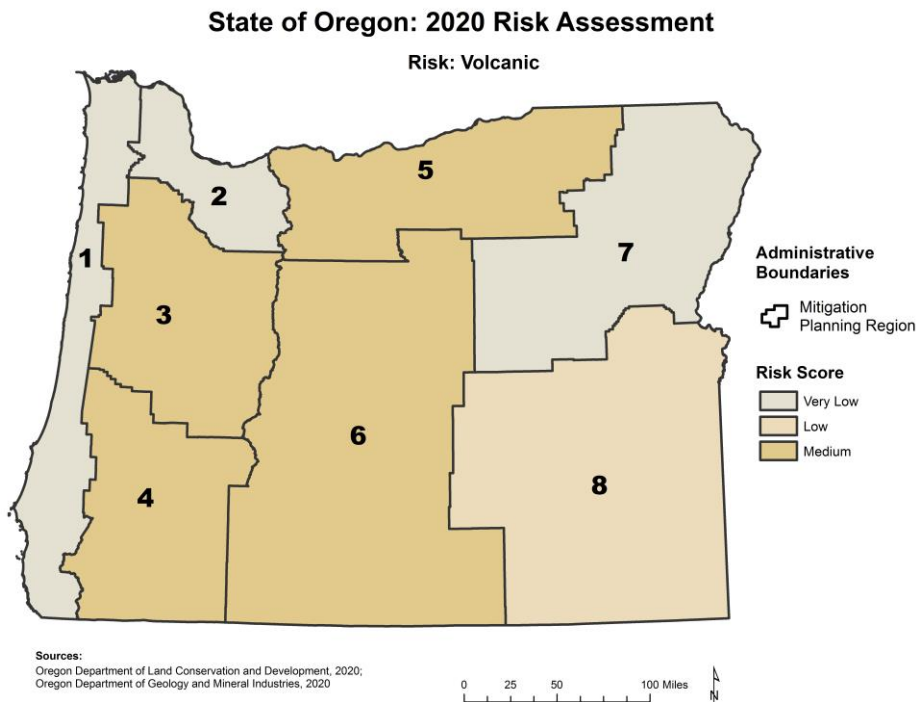 State of Oregon: 2020 Risk Assessment
Risk: Volcanic
1
2
3
4
5
6
7
8
Administrative
Boundaries
Mitigation
Planning Region
Risk Score
Very Low
Low
Medium
Sources:
Oregon Department of Land Conservation and Development, 2020;
Oregon Department of Geology and Mineral Industries, 2020
0 25 50 100 Miles
N